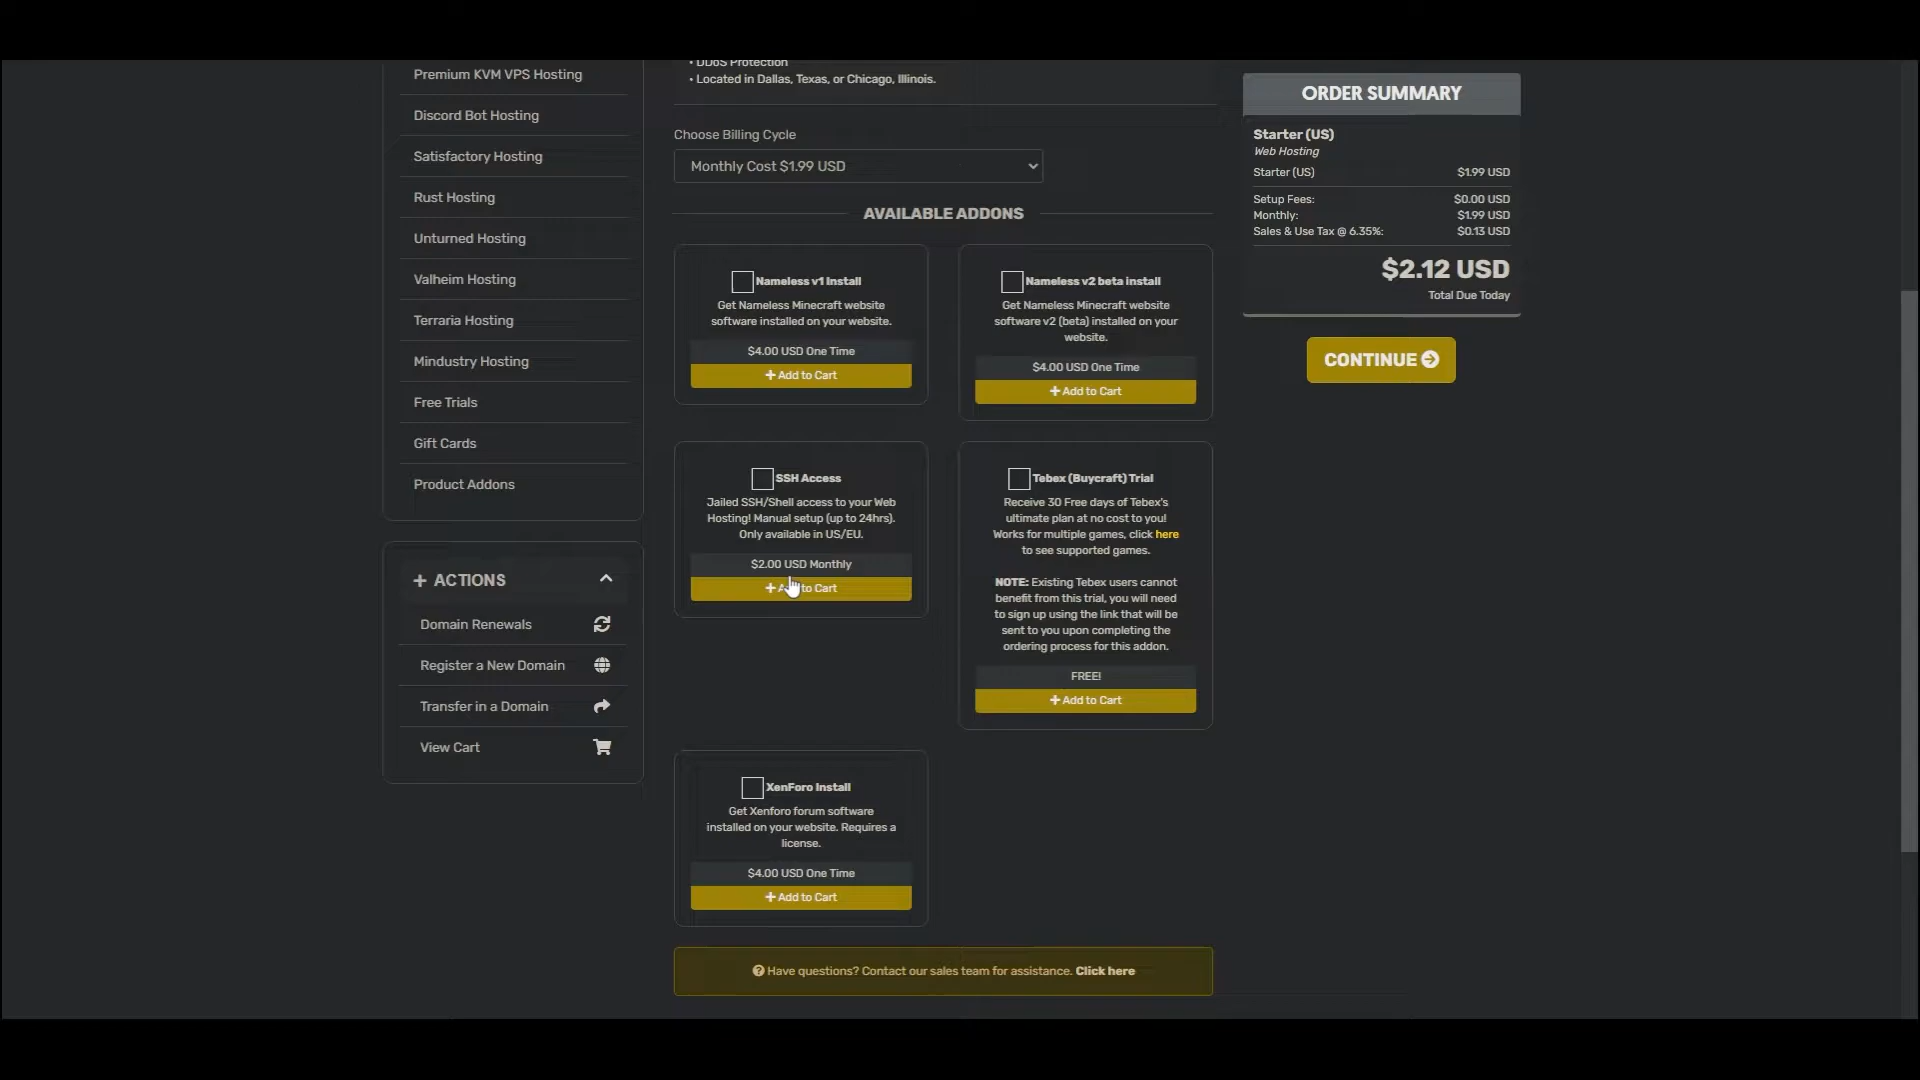 Premium KVM VPS Hosting
Discord Bot Hosting
Satisfactory Hosting
Rust Hosting
Unturned Hosting
Valheim Hosting
Terraria Hosting
Mindustry Hosting
Free Trials
Gift Cards
Product Addons
+ ACTIONS
Domain Renewals
Register a New Domain
Transfer in a Domain
View Cart
• DDoS Protection
• Located in Dallas, Texas, or Chicago, Illinois.
Choose Billing Cycle
Monthly Cost $1.99 USD
AVAILABLE ADDONS
Nameless v1 Install
Get Nameless Minecraft website
software installed on your website.
$4.00 USD One Time
+ Add to Cart
Nameless v2 beta install
Get Nameless Minecraft website
software v2 (beta) installed on your
website.
$4.00 USD One Time
+ Add to Cart
SSH Access
Jailed SSH/Shell access to your Web
Hosting! Manual setup (up to 24hrs).
Only available in US/EU.
$2.00 USD Monthly
+ Add to Cart
Tebex (Buycraft) Trial
Receive 30 Free days of Tebex's
ultimate plan at no cost to you!
Works for multiple games, click here
to see supported games.
NOTE: Existing Tebex users cannot
benefit from this trial, you will need
to sign up using the link that will be
sent to you upon completing the
ordering process for this addon.
FREE!
+ Add to Cart
XenForo Install
Get Xenforo forum software
installed on your website. Requires a
license.
$4.00 USD One Time
+ Add to Cart
Have questions? Contact our sales team for assistance. Click here
ORDER SUMMARY
Starter (US)
Web Hosting
Starter (US) $1.99 USD
Setup Fees: $0.00 USD
Monthly: $1.99 USD
Sales & Use Tax @ 6.35%: $0.13 USD
$2.12 USD
Total Due Today
CONTINUE